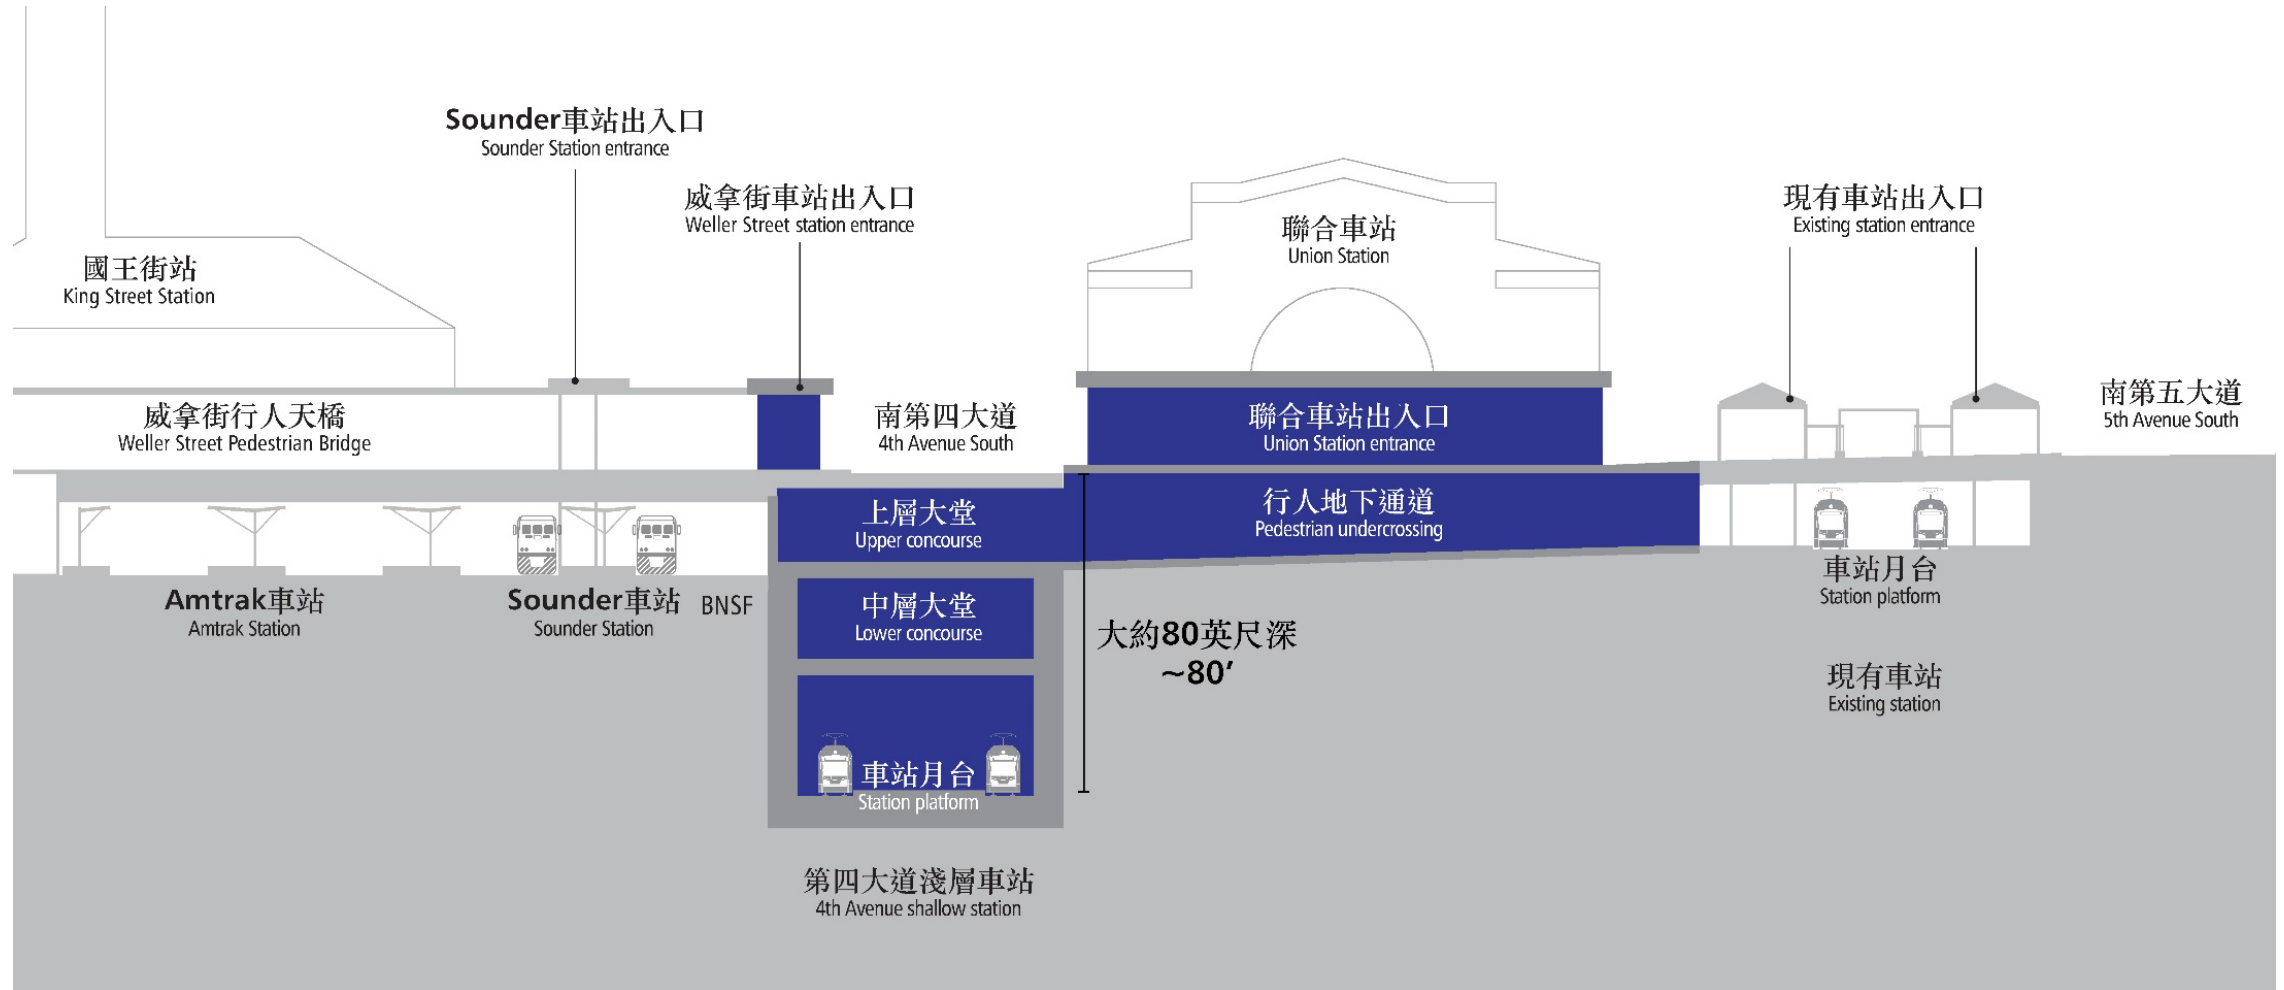 Sounder車站出入口
Sounder Station entrance
威拿街車站出入口
Weller Street station entrance
聯合車站
Union Station
現有車站出入口
Existing station entrance
國王街站
King Street Station
威拿街行人天橋
Weller Street Pedestrian Bridge
南第四大道
4th Avenue South
聯合車站出入口
Union Station entrance
南第五大道
5th Avenue South
上層大堂
Upper concourse
行人地下通道
Pedestrian undercrossing
Amtrak車站
Amtrak Station
Sounder車站
Sounder Station
BNSF
中層大堂
Lower concourse
車站月台
Station platform
大約80英尺深
~80'
現有車站
Existing station
車站月台
Station platform
第四大道淺層車站
4th Avenue shallow station